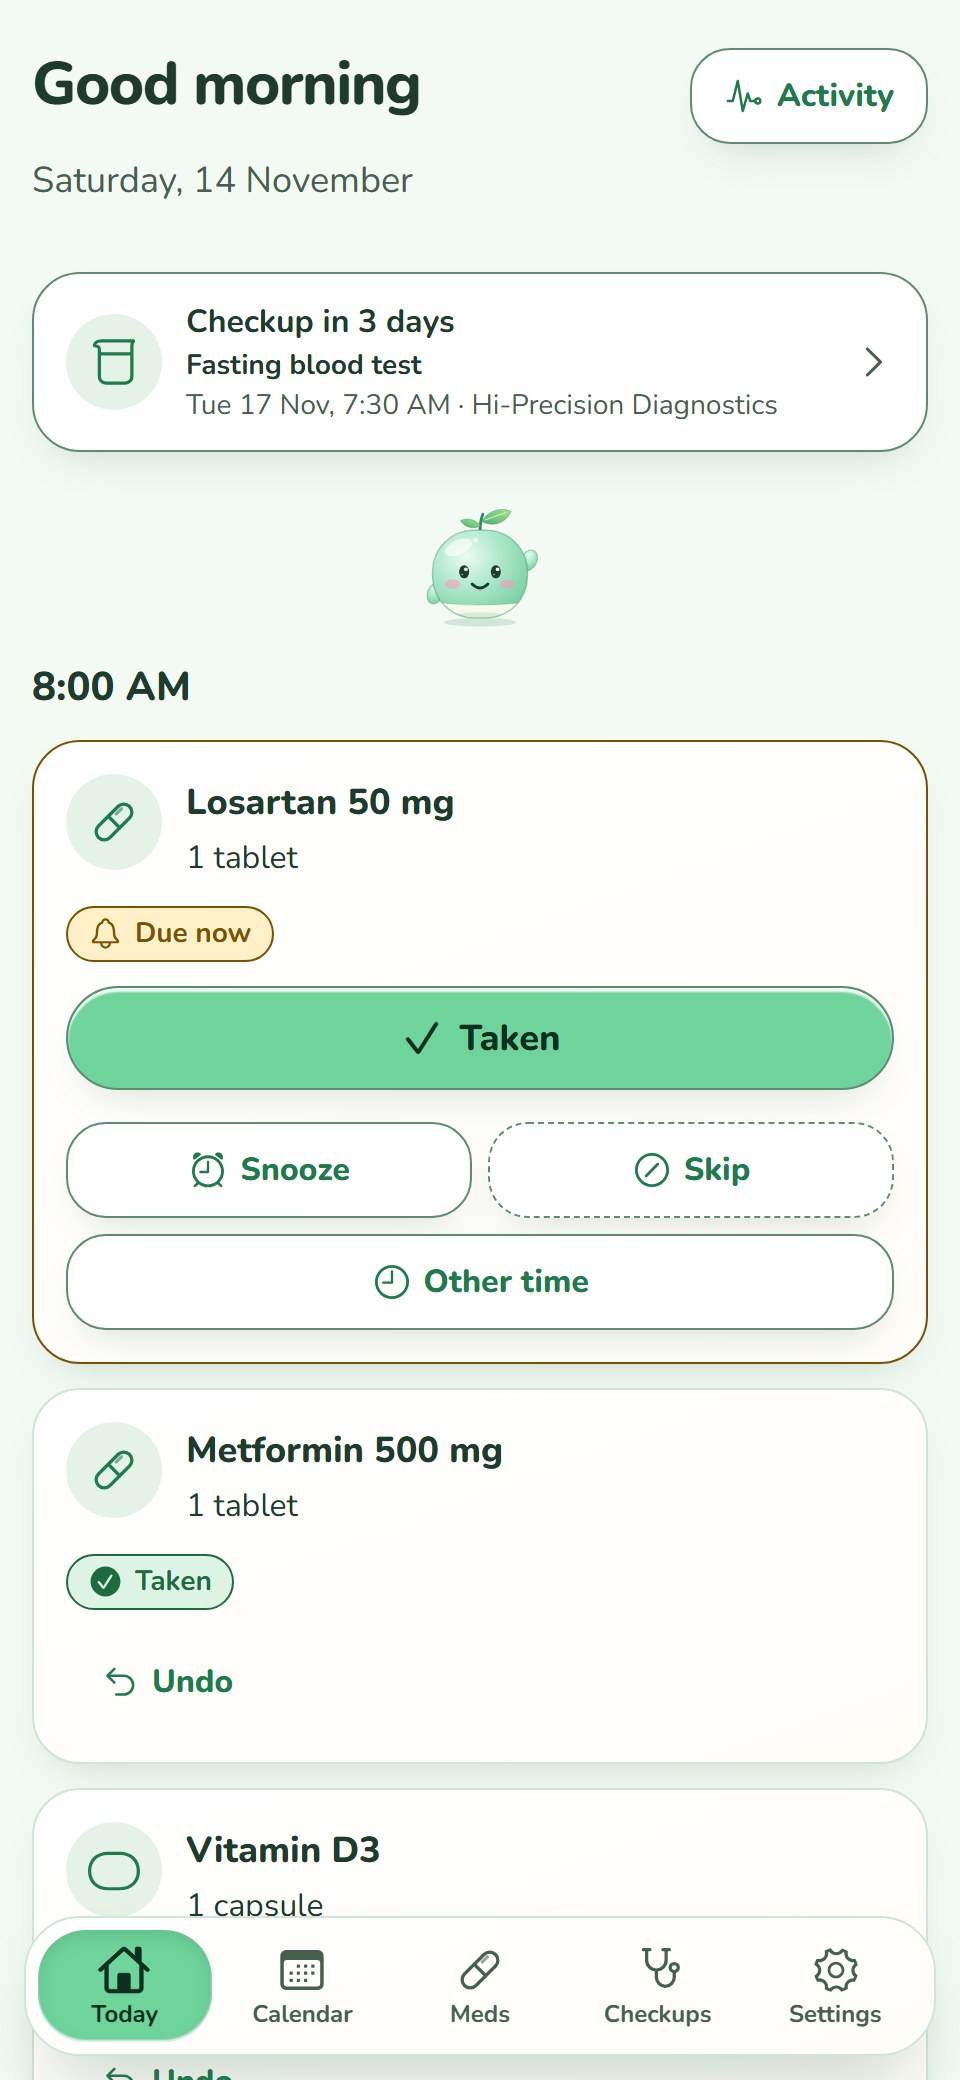 Good morning
Activity
Saturday, 14 November
Checkup in 3 days
Fasting blood test
Tue 17 Nov, 7:30 AM · Hi-Precision Diagnostics
8:00 AM
Losartan 50 mg
1 tablet
Due now
Taken
Snooze
Skip
Other time
Metformin 500 mg
1 tablet
Taken
Undo
Vitamin D3
1 capsule
Today
Calendar
Meds
Checkups
Settings
Undo